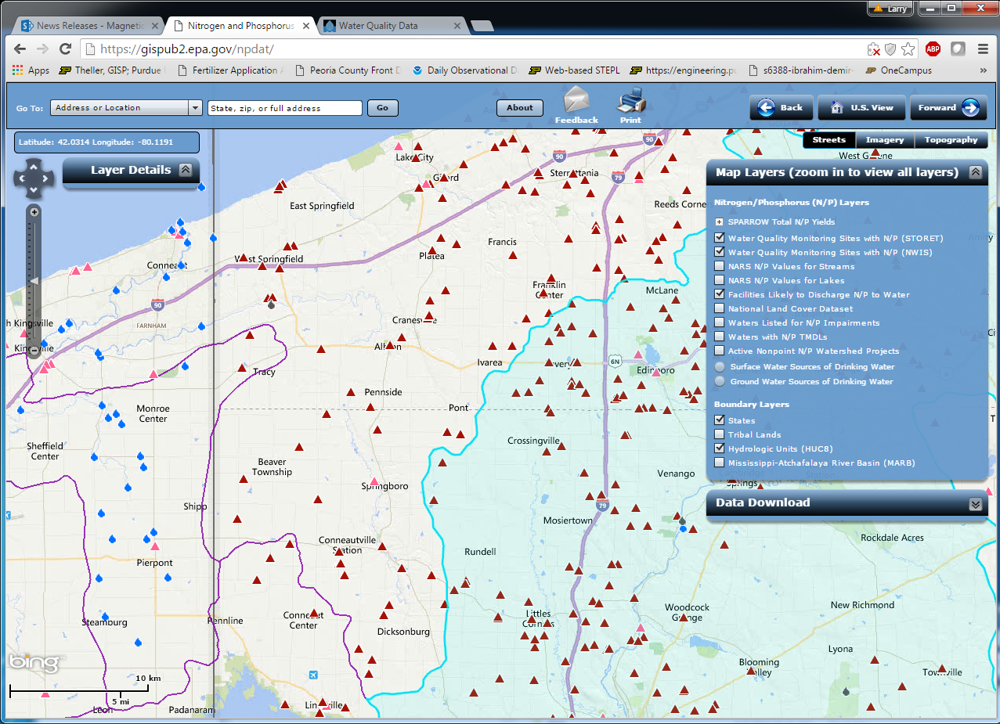 Larry
News Releases - Magnetic
Nitrogen and Phosphorus
Water Quality Data
https://gispub2.epa.gov/npdat/
ABP
Apps
Theller, GISP; Purdue
Fertilizer Application
Peoria County Front D
Daily Observational D
Web-based STEPL
https://engineering.pu
s6388-ibrahim-demir-
OneCampus
»
Go To:
Address or Location
State, zip, or full address
Go
About
Feedback
Print
Back
U.S. View
Forward
Latitude: 42.0314 Longitude: -80.1191
Layer Details
Streets
Imagery
Topography
Map Layers (zoom in to view all layers)
Nitrogen/Phosphorus (N/P) Layers
SPARROW Total N/P Yields
Water Quality Monitoring Sites with N/P (STORET)
Water Quality Monitoring Sites with N/P (NWIS)
NARS N/P Values for Streams
NARS N/P Values for Lakes
Facilities Likely to Discharge N/P to Water
National Land Cover Dataset
Waters Listed for N/P Impairments
Waters with N/P TMDLs
Active Nonpoint N/P Watershed Projects
Surface Water Sources of Drinking Water
Ground Water Sources of Drinking Water
Boundary Layers
States
Tribal Lands
Hydrologic Units (HUC8)
Mississippi-Atchafalaya River Basin (MARB)
Data Download
90
90
79
Lake City
Girard
Sterrettania
West Greene
Reeds Corne
East Springfield
Francis
Platea
West Springfield
Conneaut
Franklin
Center
McLane
90
FARNHAM
h Kingsville
Kingsville
Cranesville
Albion
Iavarea
6N
Edinboro
Tracy
Pennside
Pont
Monroe
Center
Crossingville
Sheffield
Center
Beaver
Township
Venango
Springs
Springboro
Shipp
79
Mosiertown
Conneautville
Station
Rundell
Rockdale Acres
Pierpont
Woodcock
Grange
New Richmond
Conneaut
Center
Littles
Corners
Steamburg
Pennline
Dicksonburg
Lyona
Blooming
Valley
Townville
bing
10 km
5 mi
Leon
Padanaram
Linesville